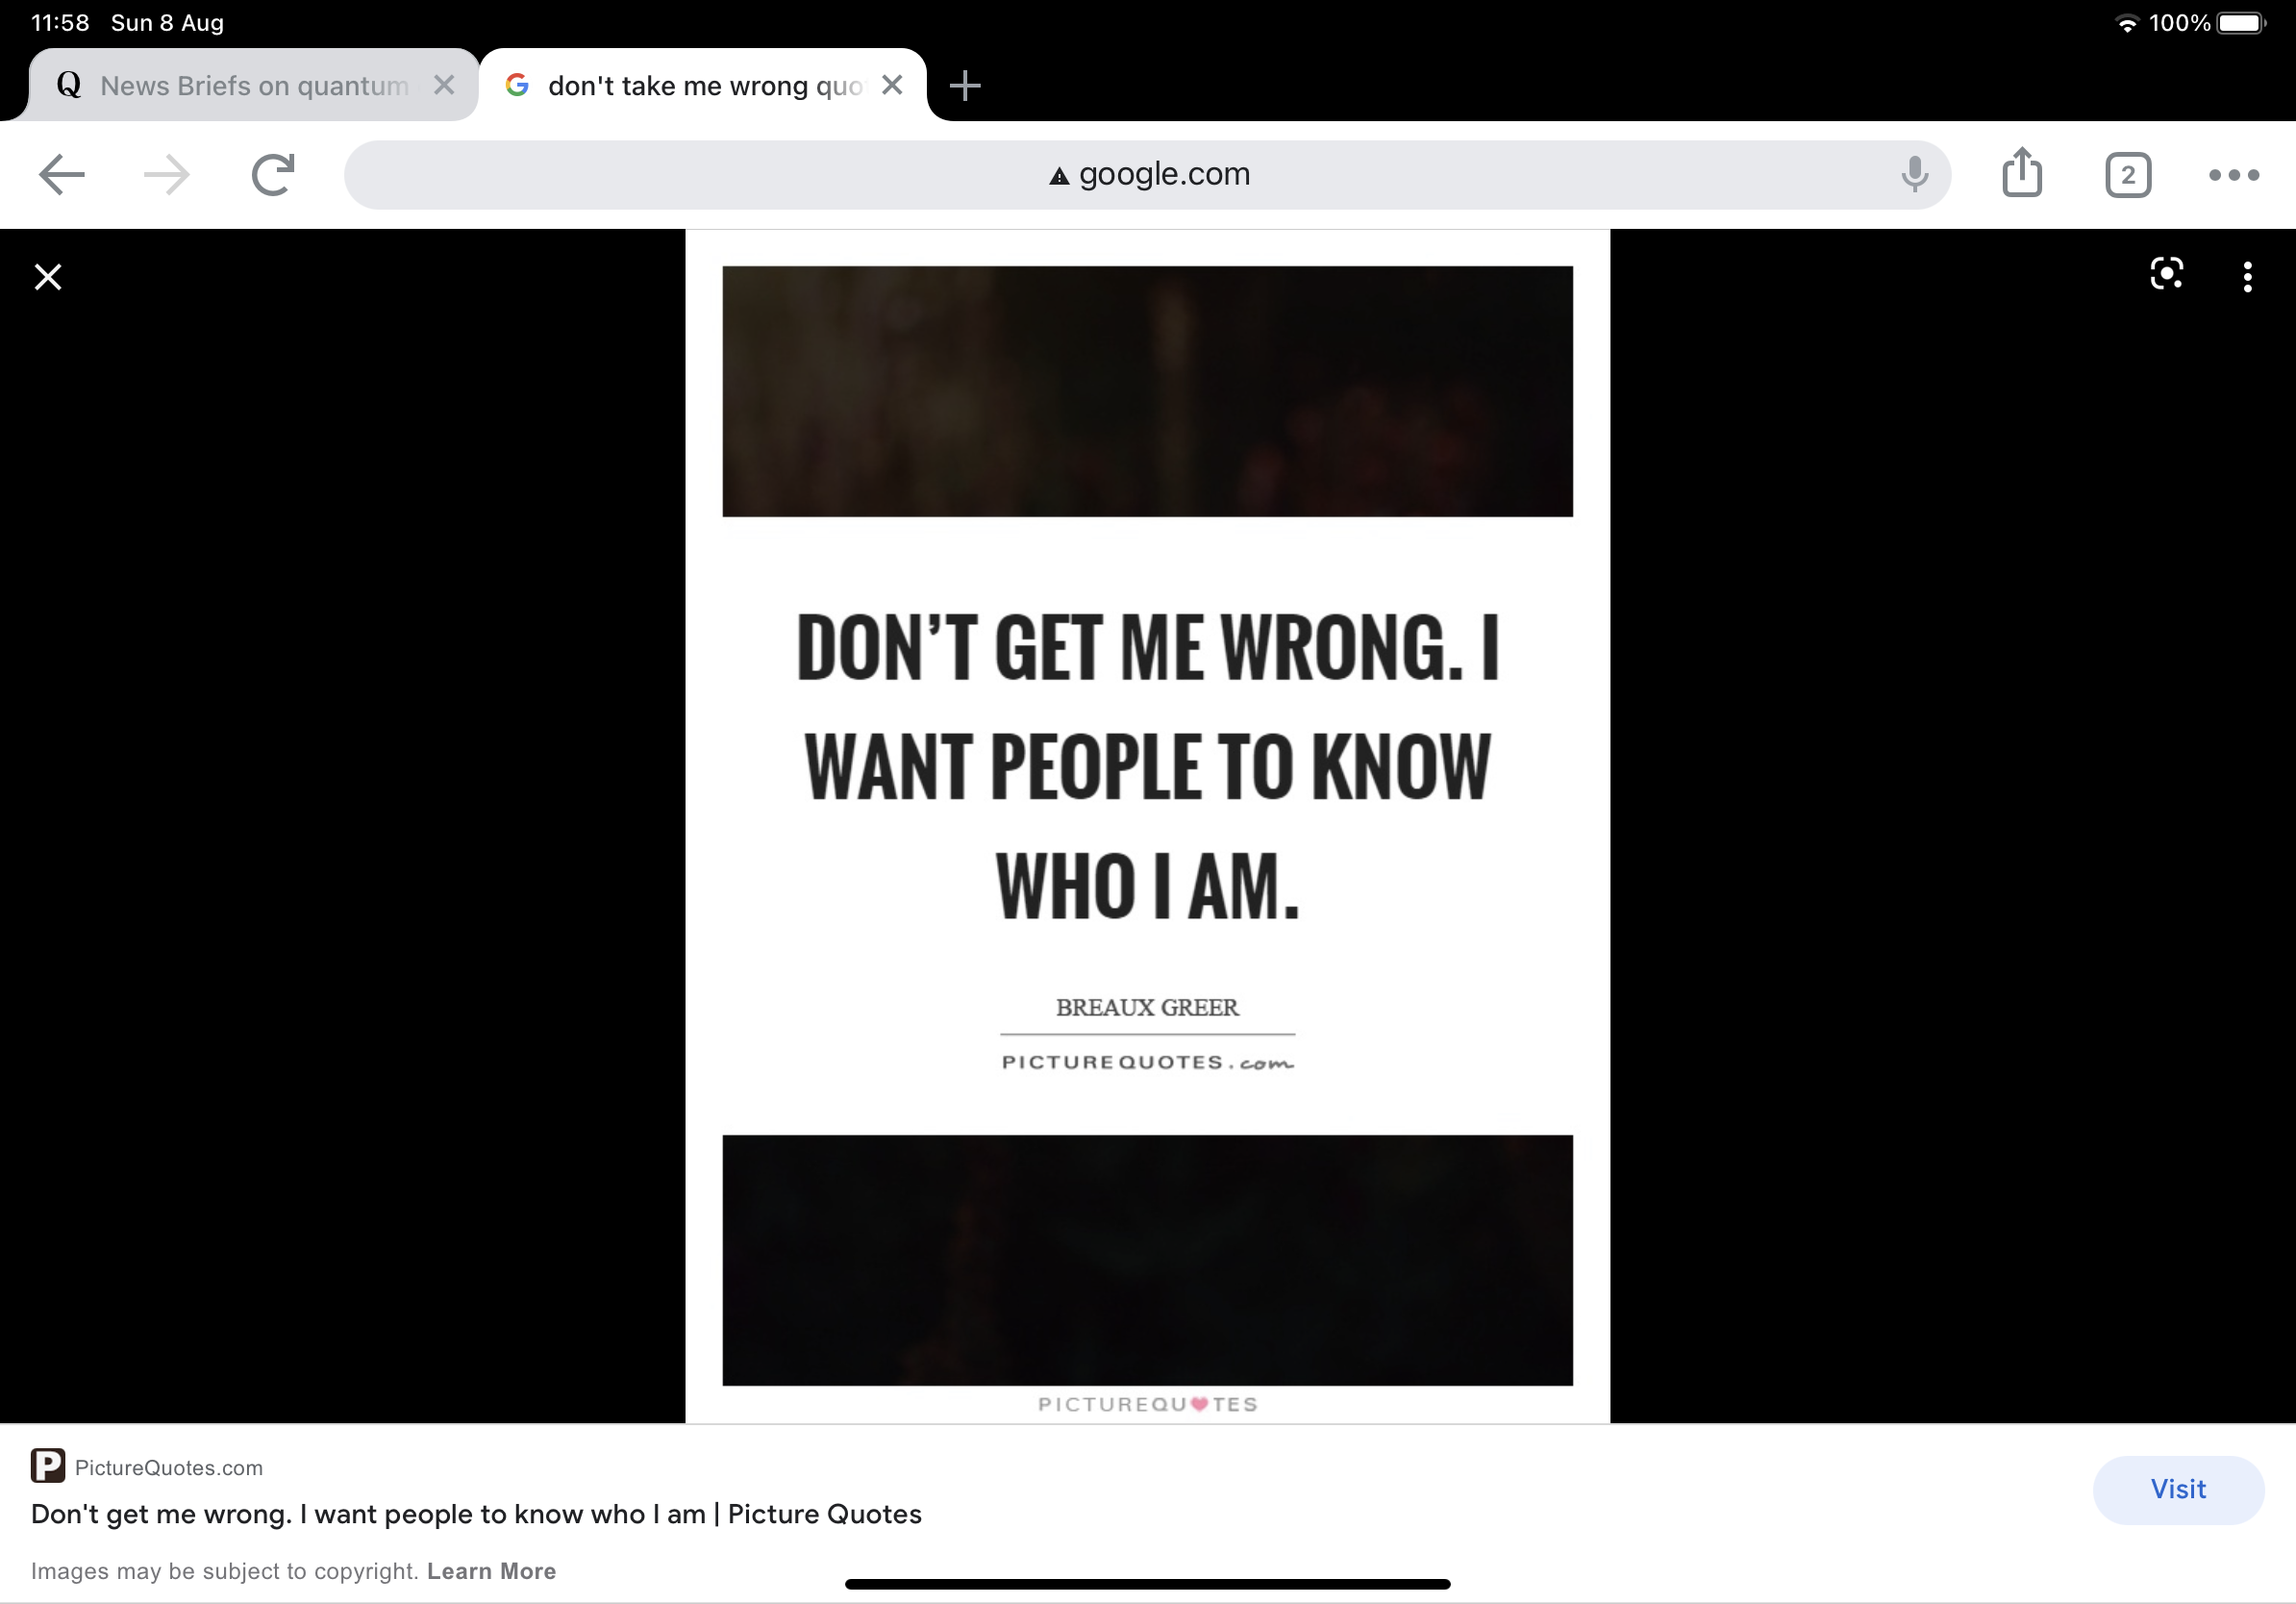 11:58 Sun 8 Aug
100%
Q News Briefs on quantum
don't take me wrong quo
google.com
2
DON'T GET ME WRONG. I
WANT PEOPLE TO KNOW
WHO I AM.
BREAUX GREER
PICTUREQUOTES.com
PICTUREQU♥TES
P PictureQuotes.com
Don't get me wrong. I want people to know who I am | Picture Quotes
Visit
Images may be subject to copyright. Learn More